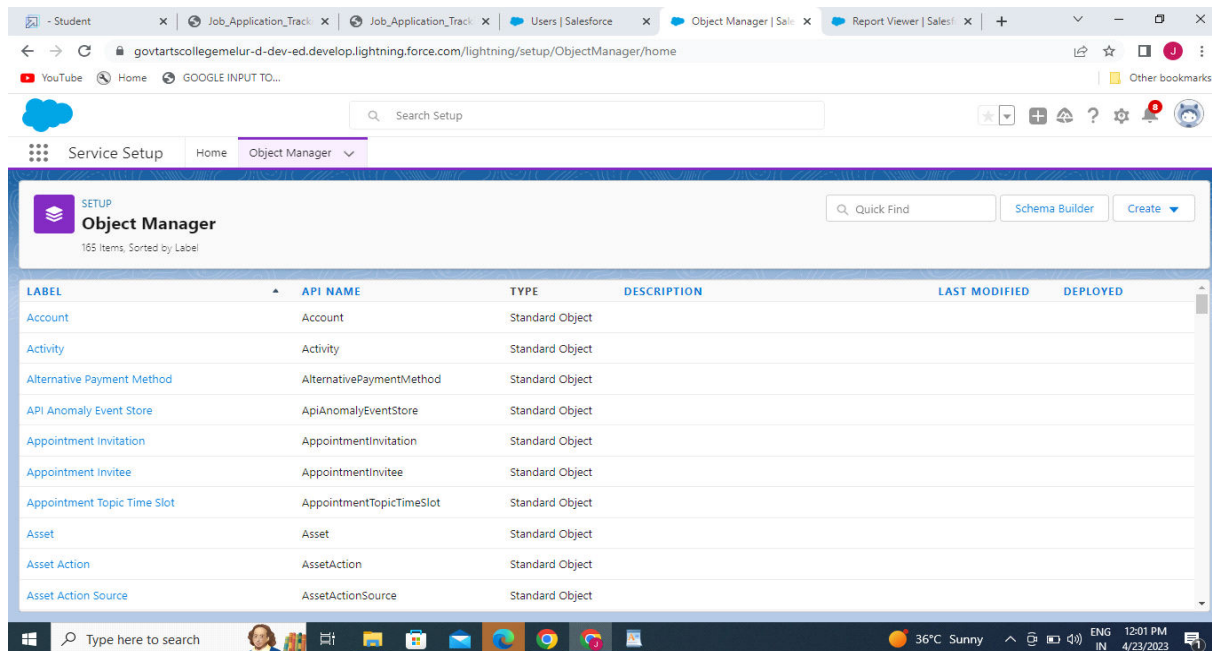 - Student
Job_Application_Track
Job_Application_Track
Users | Salesforce
Object Manager | Sale
Report Viewer | Salesf
govtartscollegemelur-d-dev-ed.develop.lightning.force.com/lightning/setup/ObjectManager/home
J
YouTube Home GOOGLE INPUT TO...
Other bookmarks
Search Setup
8
Service Setup Home Object Manager
SETUP
Object Manager
165 Items, Sorted by Label
Quick Find
Schema Builder
Create
LABEL API NAME TYPE DESCRIPTION LAST MODIFIED DEPLOYED
Account Account Standard Object
Activity Activity Standard Object
Alternative Payment Method AlternativePaymentMethod Standard Object
API Anomaly Event Store ApiAnomalyEventStore Standard Object
Appointment Invitation AppointmentInvitation Standard Object
Appointment Invitee AppointmentInvitee Standard Object
Appointment Topic Time Slot AppointmentTopicTimeSlot Standard Object
Asset Asset Standard Object
Asset Action AssetAction Standard Object
Asset Action Source AssetActionSource Standard Object
Type here to search
36°C Sunny
ENG
IN
12:01 PM
4/23/2023
1